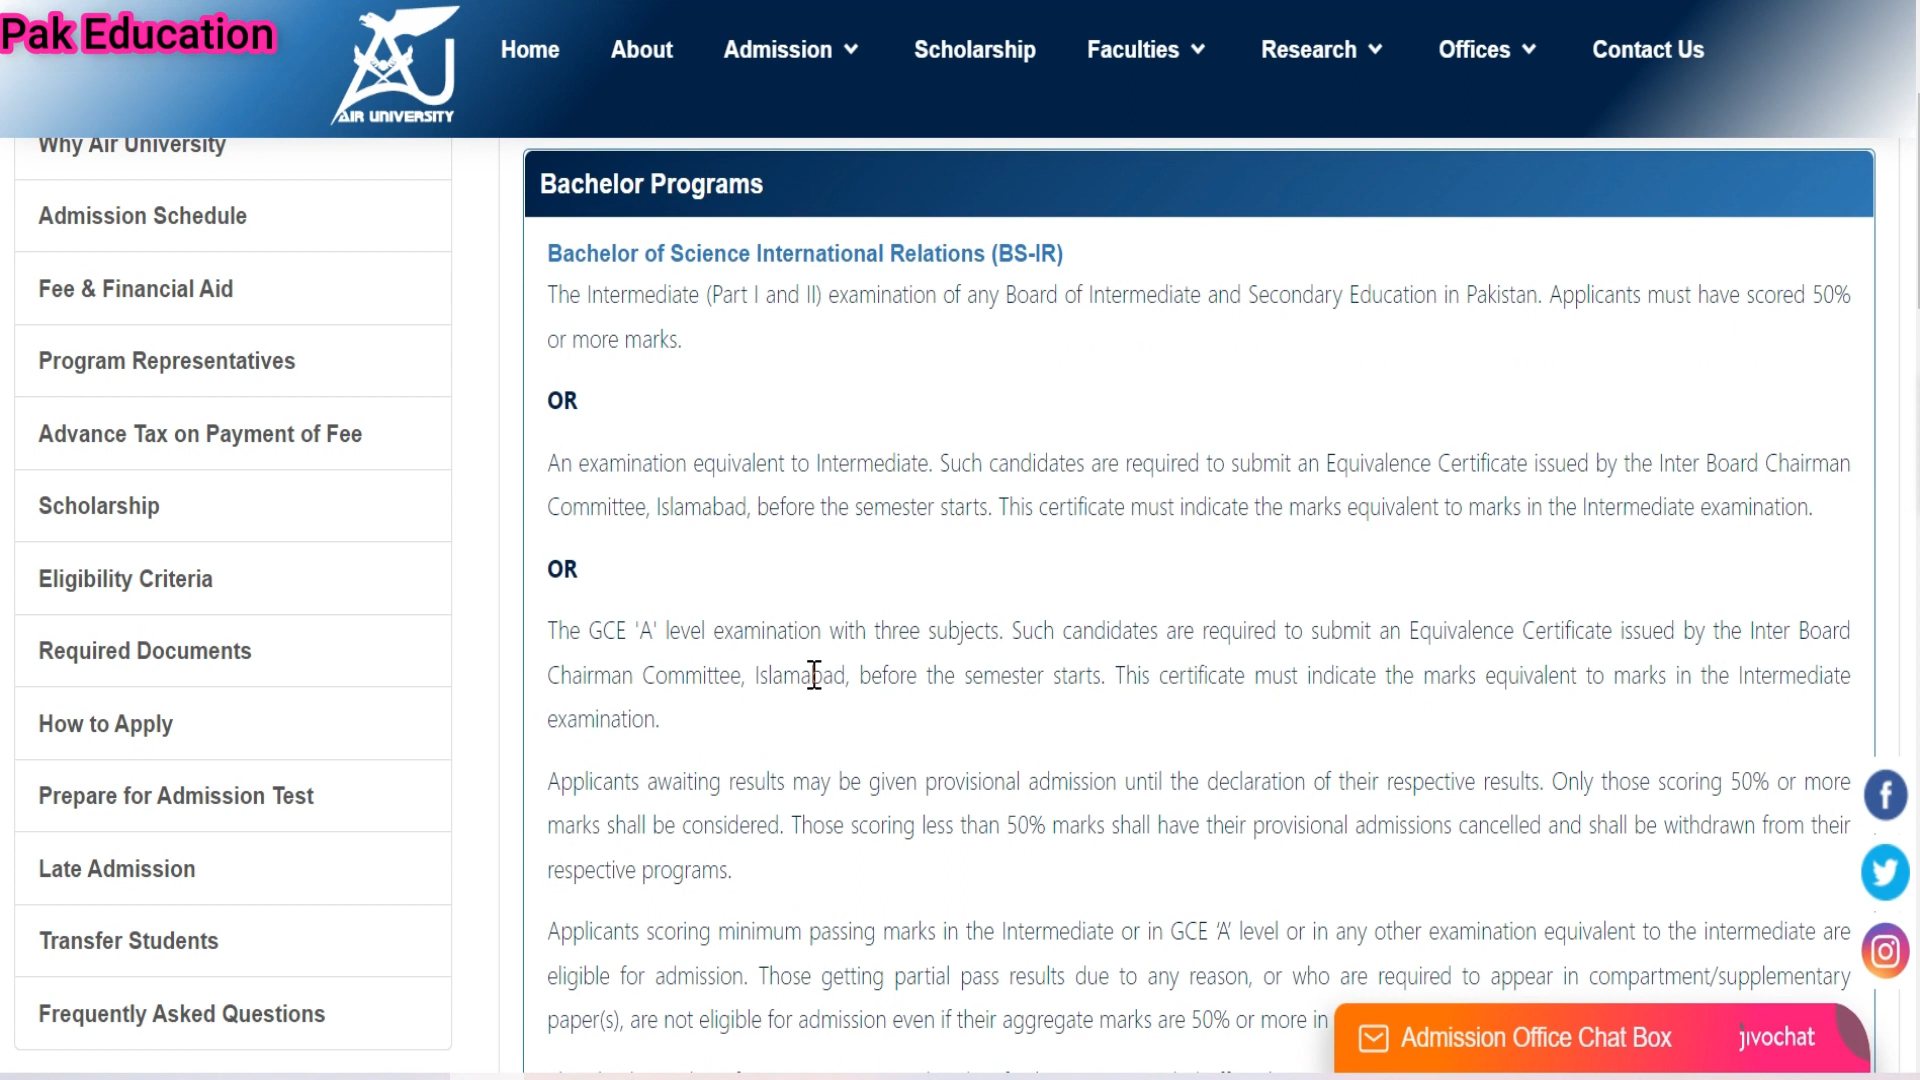 Pak Education
AIR UNIVERSITY
Home About Admission Scholarship Faculties Research Offices Contact Us
Why Air University
Admission Schedule
Fee & Financial Aid
Program Representatives
Advance Tax on Payment of Fee
Scholarship
Eligibility Criteria
Required Documents
How to Apply
Prepare for Admission Test
Late Admission
Transfer Students
Frequently Asked Questions
Bachelor Programs
Bachelor of Science International Relations (BS-IR)
The Intermediate (Part I and II) examination of any Board of Intermediate and Secondary Education in Pakistan. Applicants must have scored 50%
or more marks.
OR
An examination equivalent to Intermediate. Such candidates are required to submit an Equivalence Certificate issued by the Inter Board Chairman
Committee, Islamabad, before the semester starts. This certificate must indicate the marks equivalent to marks in the Intermediate examination.
OR
The GCE 'A' level examination with three subjects. Such candidates are required to submit an Equivalence Certificate issued by the Inter Board
Chairman Committee, Islamabad, before the semester starts. This certificate must indicate the marks equivalent to marks in the Intermediate
examination.
Applicants awaiting results may be given provisional admission until the declaration of their respective results. Only those scoring 50% or more
marks shall be considered. Those scoring less than 50% marks shall have their provisional admissions cancelled and shall be withdrawn from their
respective programs.
Applicants scoring minimum passing marks in the Intermediate or in GCE ‘A’ level or in any other examination equivalent to the intermediate are
eligible for admission. Those getting partial pass results due to any reason, or who are required to appear in compartment/supplementary
paper(s), are not eligible for admission even if their aggregate marks are 50% or more in
Admission Office Chat Box jivochat